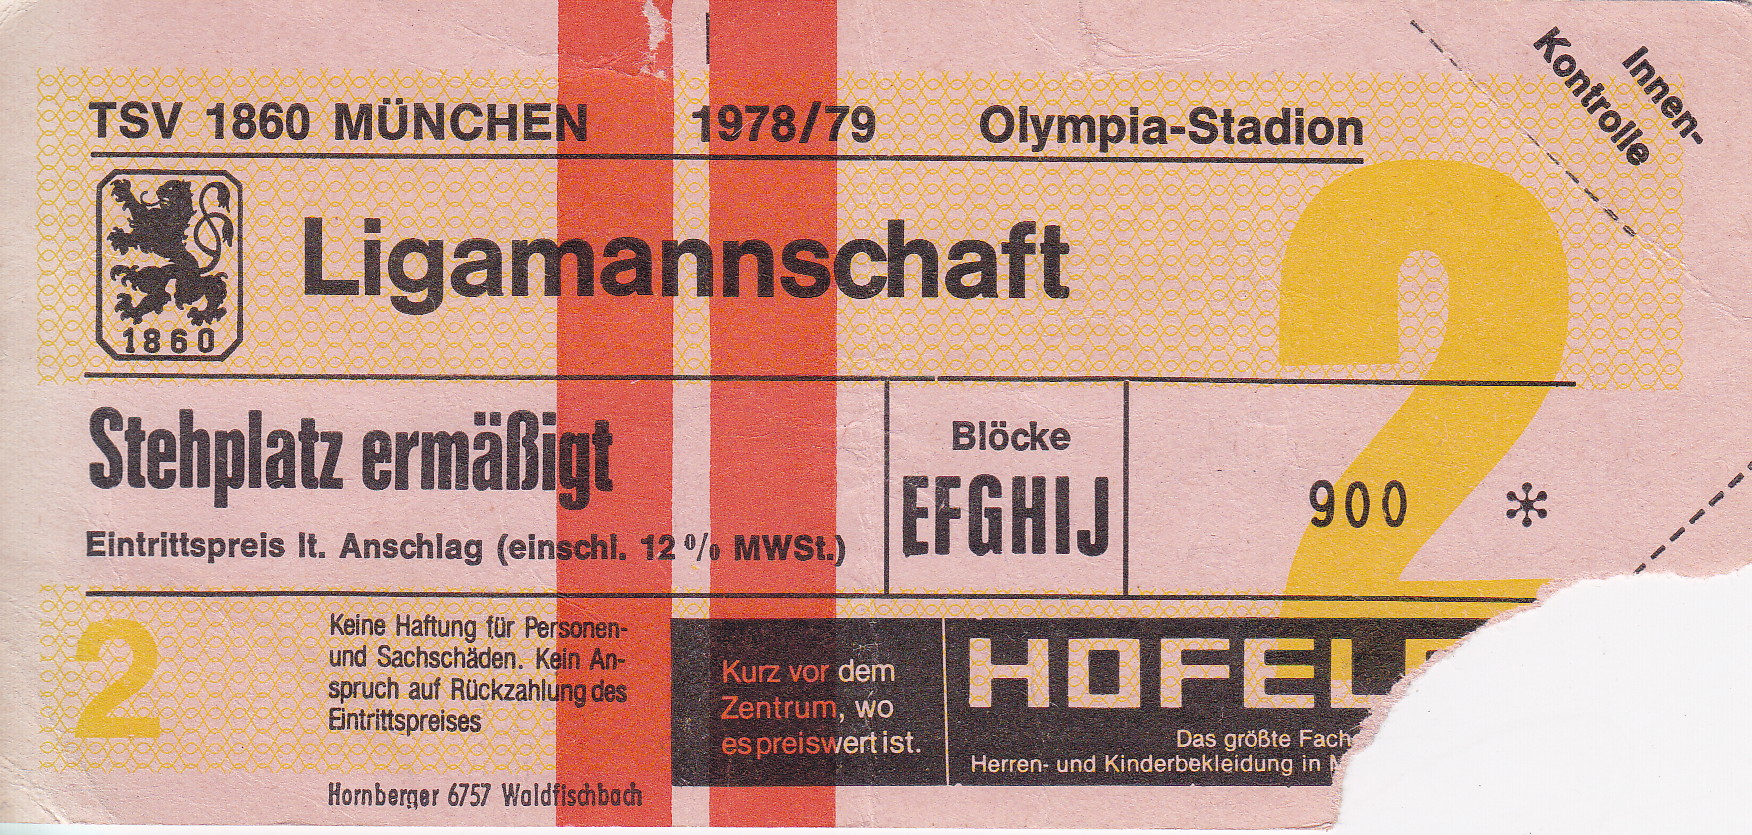 Innen-
Kontrolle
TSV 1860 MÜNCHEN 1978/79 Olympia-Stadion
1860
Ligamannschaft
2
Stehplatz ermäßigt
Eintrittspreis lt. Anschlag (einschl. 12% MWSt.)
Blöcke
EFGHIJ
900 *
2
Keine Haftung für Personen-
und Sachschäden. Kein An-
spruch auf Rückzahlung des
Eintrittspreises
Hornberger 6757 Waldfischbach
Kurz vor dem
Zentrum, wo
es preiswert ist.
HOFEL
Das größte Fach
Herren- und Kinderbekleidung in